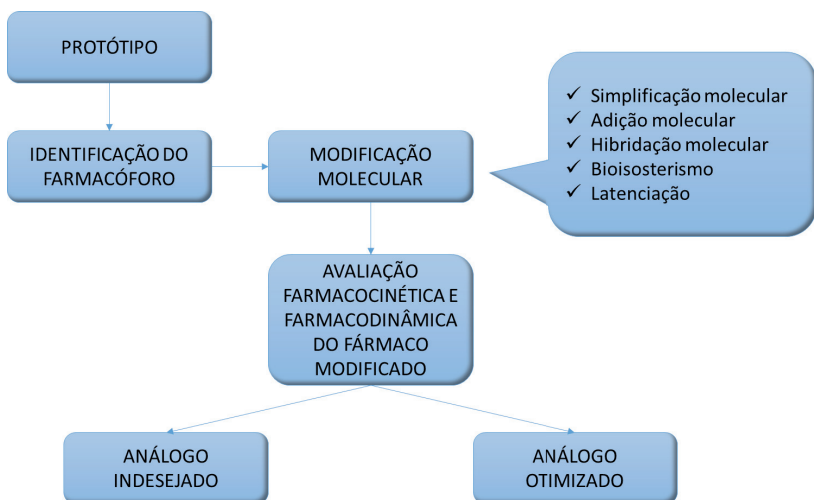 PROTÓTIPO
IDENTIFICAÇÃO DO
FARMACÓFORO
MODIFICAÇÃO
MOLECULAR
✓ Simplificação molecular
✓ Adição molecular
✓ Hibridação molecular
✓ Bioisosterismo
✓ Latenciação
AVALIAÇÃO
FARMACOCINÉTICA E
FARMACODINÂMICA
DO FÁRMACO
MODIFICADO
ANÁLOGO
INDESEJADO
ANÁLOGO
OTIMIZADO